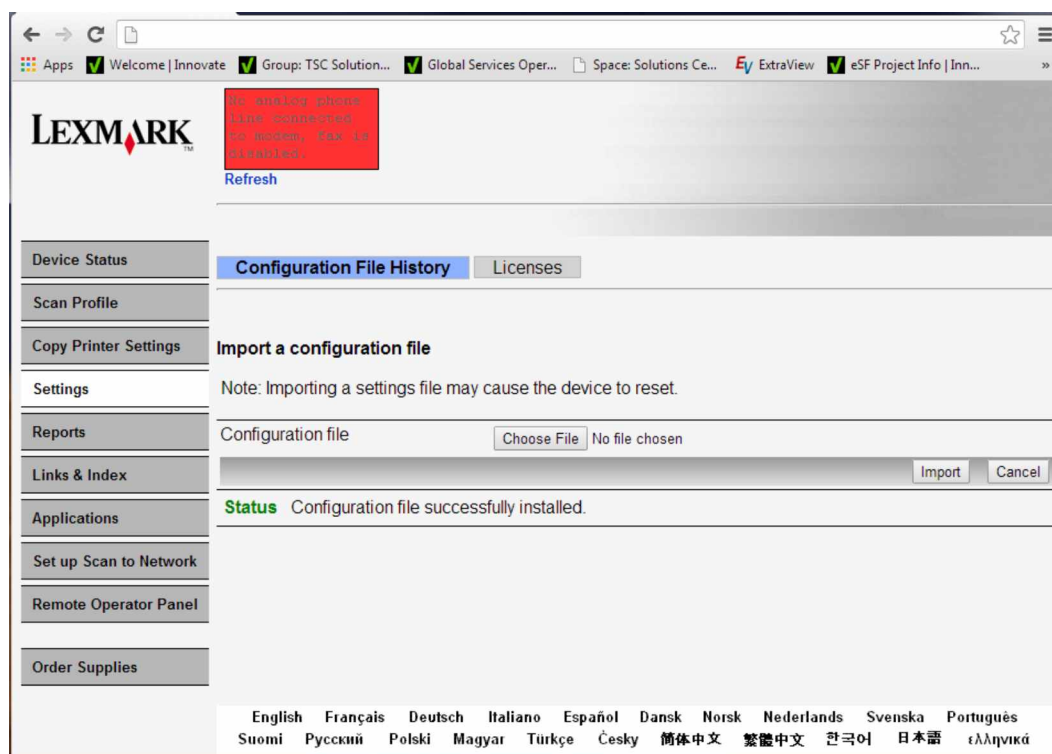 Apps Welcome | Innovate Group: TSC Solution... Global Services Oper... Space: Solutions Ce... EV ExtraView eSF Project Info | Inn... »
LEXMARK TM
No analog phone
line connected
to modem, fax is
disabled.
Refresh
Device Status
Scan Profile
Copy Printer Settings
Settings
Reports
Links & Index
Applications
Set up Scan to Network
Remote Operator Panel
Order Supplies
Configuration File History Licenses
Import a configuration file
Note: Importing a settings file may cause the device to reset.
Configuration file Choose File No file chosen
Import Cancel
Status Configuration file successfully installed.
English Français Deutsch Italiano Español Dansk Norsk Nederlands Svenska Português
Suomi Русский Polski Magyar Türkçe Česky 简体中文 繁體中文 한국어 日本語 ελληνικά